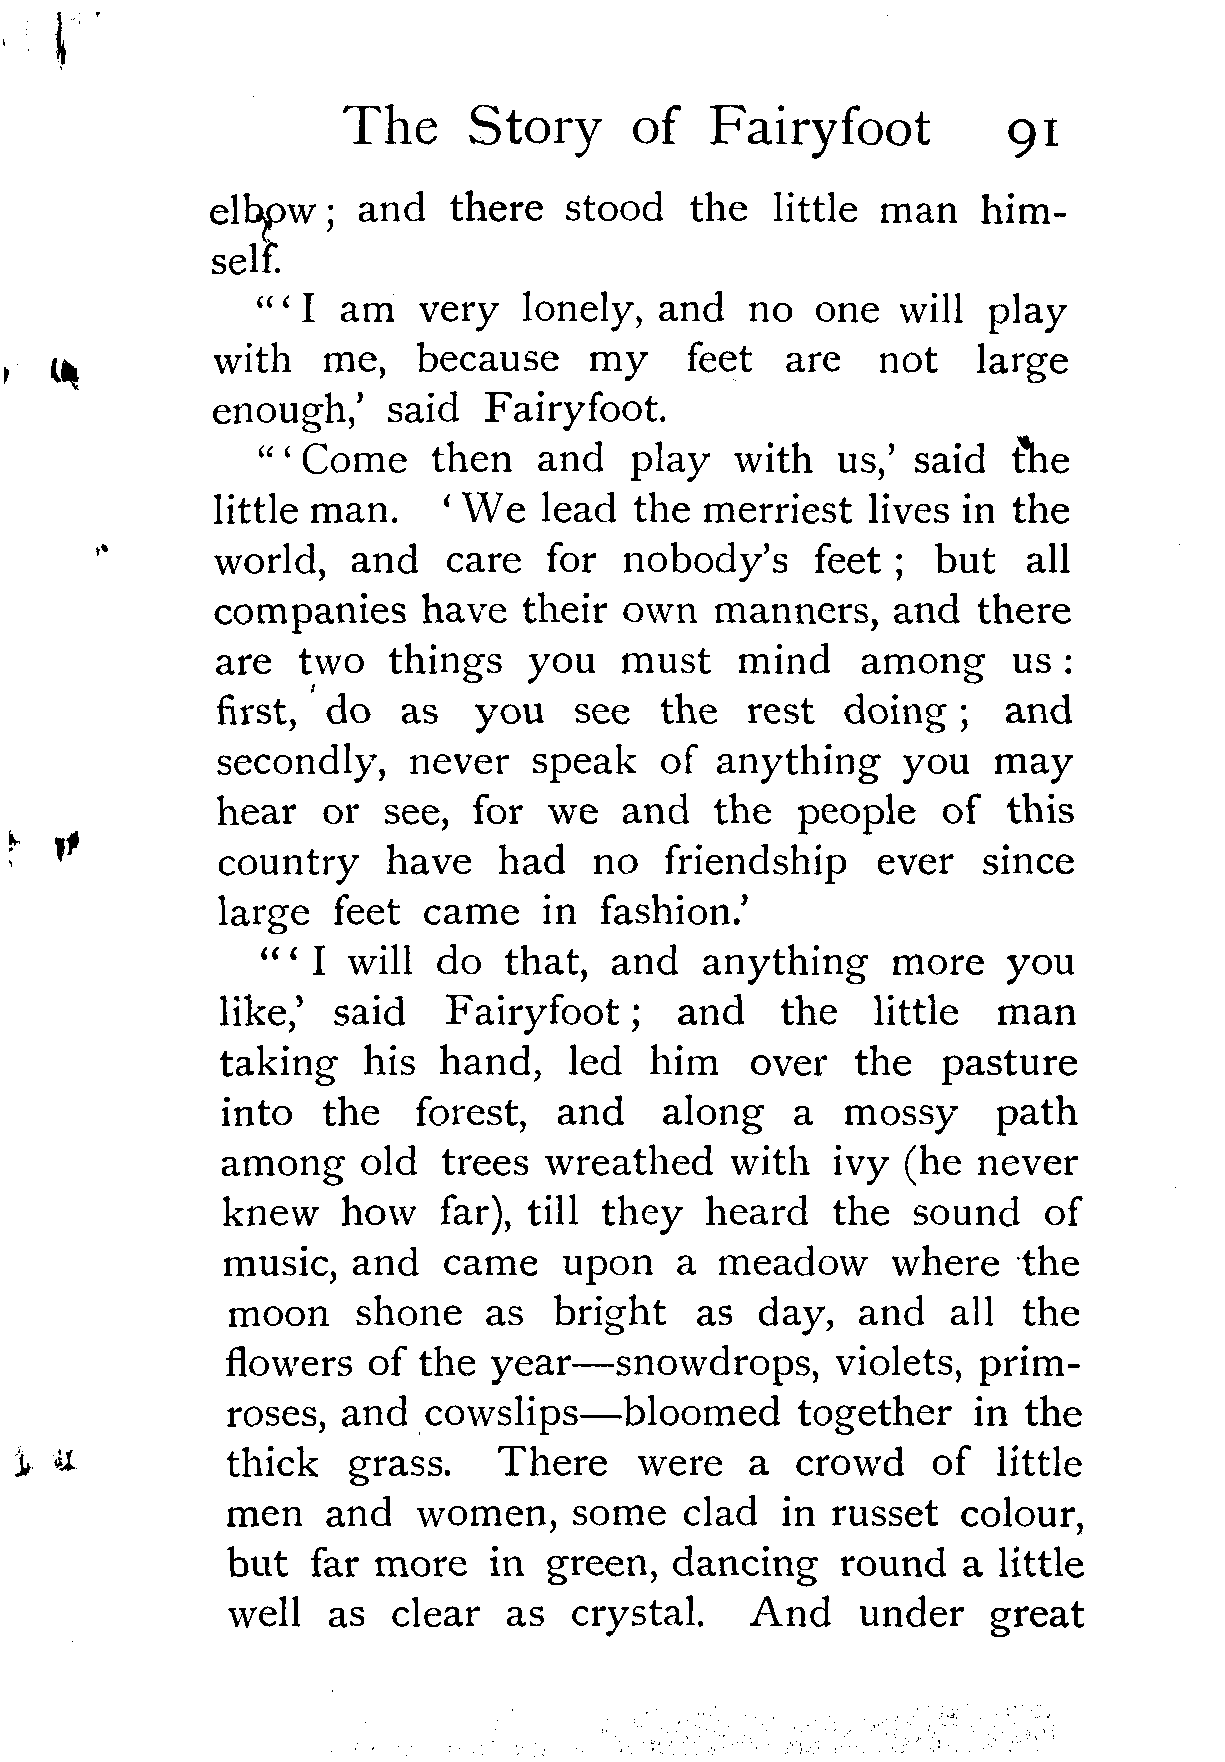 The Story of Fairyfoot 91
elbow; and there stood the little man him-
self.
"'I am very lonely, and no one will play
with me, because my feet are not large
enough,' said Fairyfoot.
"'Come then and play with us,' said the
little man. 'We lead the merriest lives in the
world, and care for nobody's feet; but all
companies have their own manners, and there
are two things you must mind among us:
first, do as you see the rest doing; and
secondly, never speak of anything you may
hear or see, for we and the people of this
country have had no friendship ever since
large feet came in fashion.'
"'I will do that, and anything more you
like,' said Fairyfoot; and the little man
taking his hand, led him over the pasture
into the forest, and along a mossy path
among old trees wreathed with ivy (he never
knew how far), till they heard the sound of
music, and came upon a meadow where the
moon shone as bright as day, and all the
flowers of the year—snowdrops, violets, prim-
roses, and cowslips—bloomed together in the
thick grass. There were a crowd of little
men and women, some clad in russet colour,
but far more in green, dancing round a little
well as clear as crystal. And under great